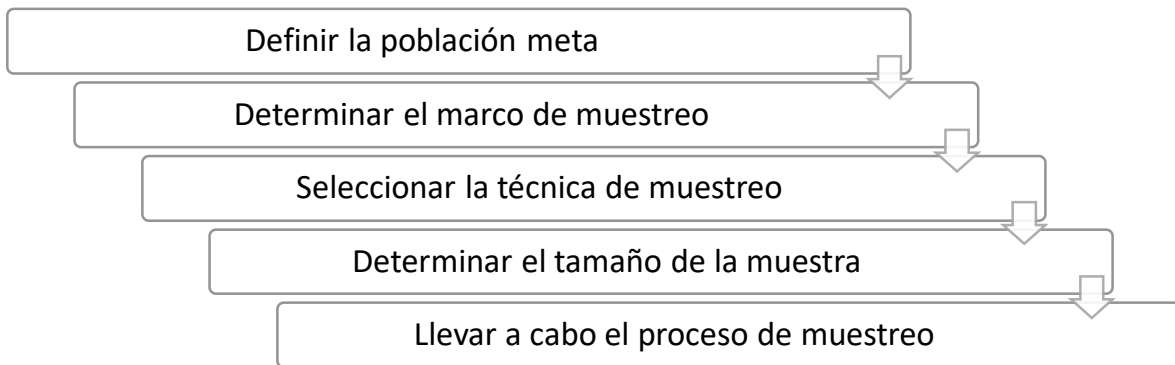 Definir la población meta
Determinar el marco de muestreo
Seleccionar la técnica de muestreo
Determinar el tamaño de la muestra
Llevar a cabo el proceso de muestreo